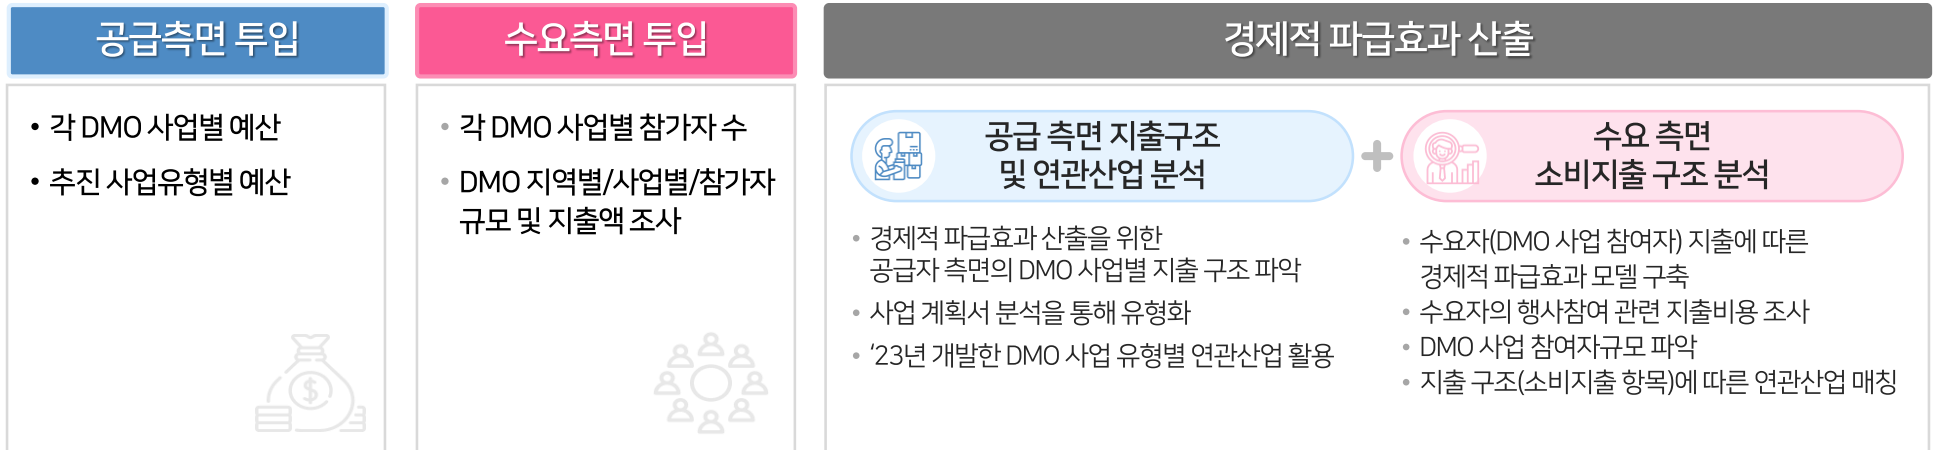 공급측면 투입
• 각 DMO 사업별 예산
• 추진 사업유형별 예산
수요측면 투입
• 각 DMO 사업별 참가자 수
• DMO 지역별/사업별/참가자
규모 및 지출액 조사
경제적 파급효과 산출
공급 측면 지출구조
및 연관산업 분석
• 경제적 파급효과 산출을 위한
공급자 측면의 DMO 사업별 지출 구조 파악
• 사업 계획서 분석을 통해 유형화
• ‘23년 개발한 DMO 사업 유형별 연관산업 활용
+
수요 측면
소비지출 구조 분석
• 수요자(DMO 사업 참여자) 지출에 따른
경제적 파급효과 모델 구축
• 수요자의 행사참여 관련 지출비용 조사
• DMO 사업 참여자규모 파악
• 지출 구조(소비지출 항목)에 따른 연관산업 매칭